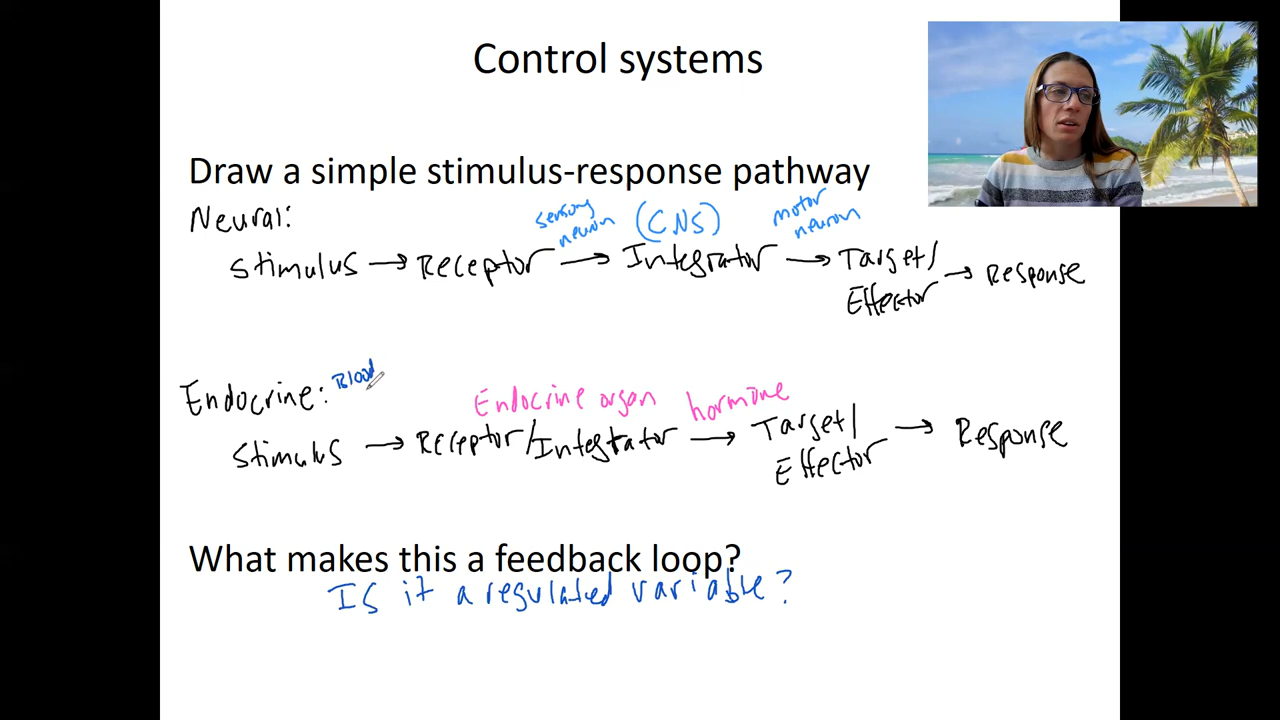 Control systems
Draw a simple stimulus-response pathway
Neural:
sensory neuron
(CNS)
motor neuron
Stimulus → Receptor → Integrator → Target/ Effector → Response
Endocrine:
Blood
Endocrine organ
hormone
Stimulus → Receptor/Integrator → Target/ Effector → Response
What makes this a feedback loop?
Is it a regulated variable?